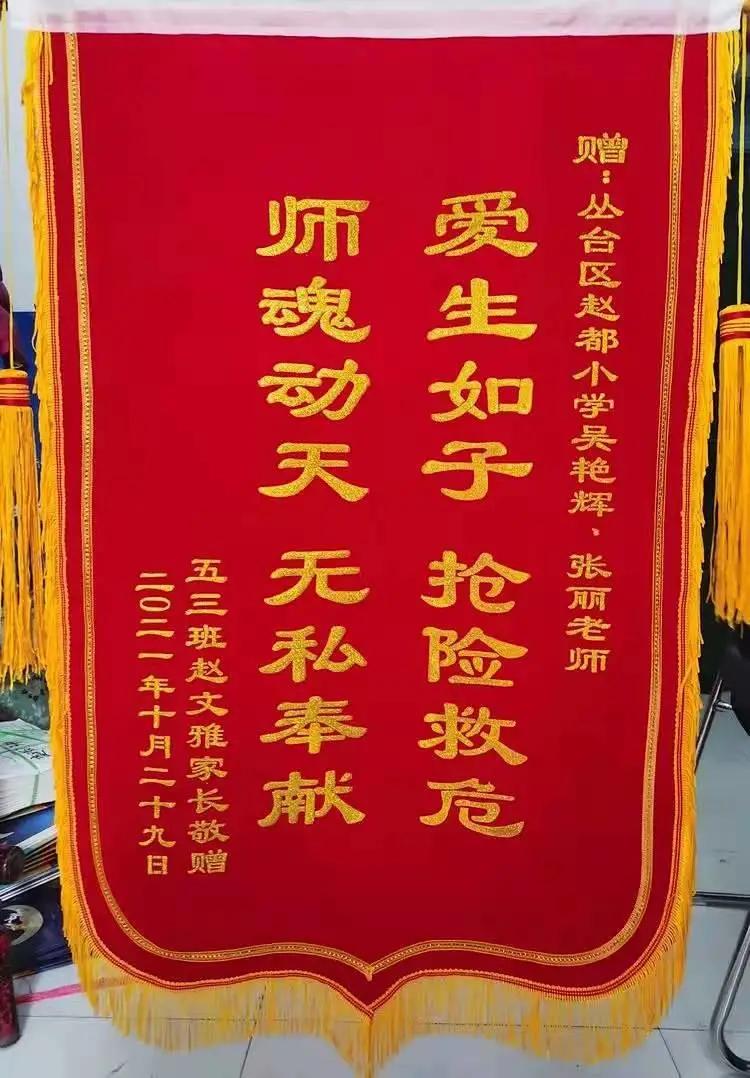 赠：丛台区赵都小学吴艳辉、张丽老师
爱生如子 抢险救危
师魂动天 无私奉献
五三班赵文雅家长敬赠
二〇二一年十月二十九日